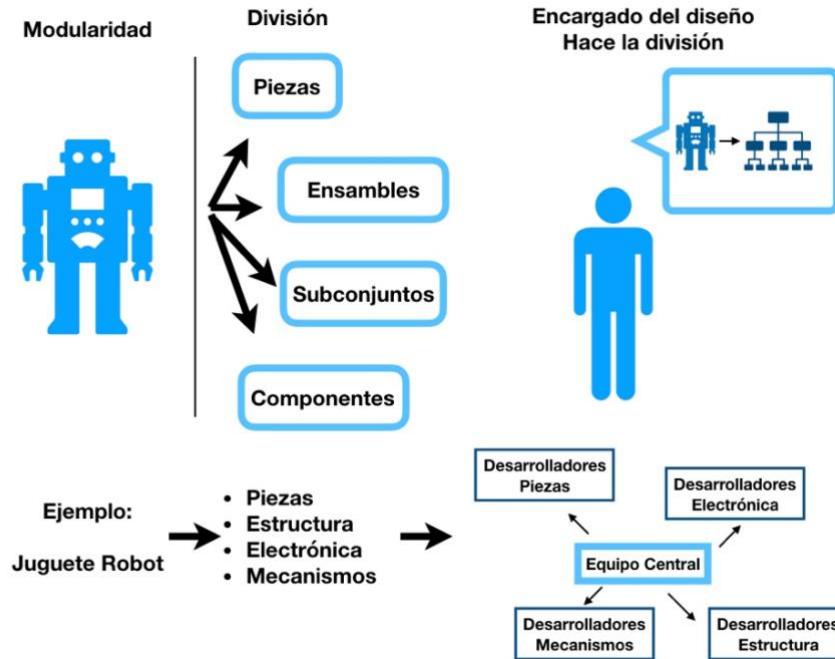 Modularidad
División
Piezas
Ensambles
Subconjuntos
Componentes
Encargado del diseño
Hace la división
Ejemplo:
Juguete Robot
• Piezas
• Estructura
• Electrónica
• Mecanismos
Desarrolladores
Piezas
Desarrolladores
Electrónica
Equipo Central
Desarrolladores
Mecanismos
Desarrolladores
Estructura